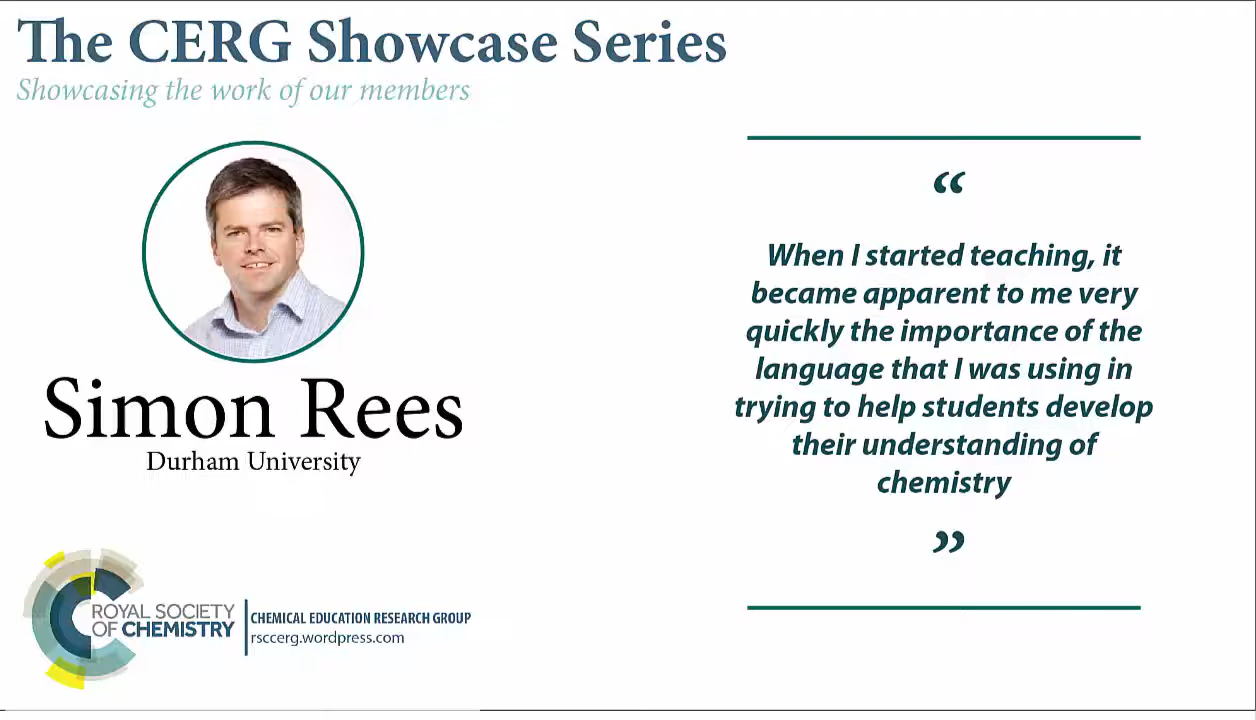 The CERG Showcase Series
Showcasing the work of our members
Simon Rees
Durham University
“
When I started teaching, it
became apparent to me very
quickly the importance of the
language that I was using in
trying to help students develop
their understanding of
chemistry
”
ROYAL SOCIETY
OF CHEMISTRY
CHEMICAL EDUCATION RESEARCH GROUP
rsccerg.wordpress.com